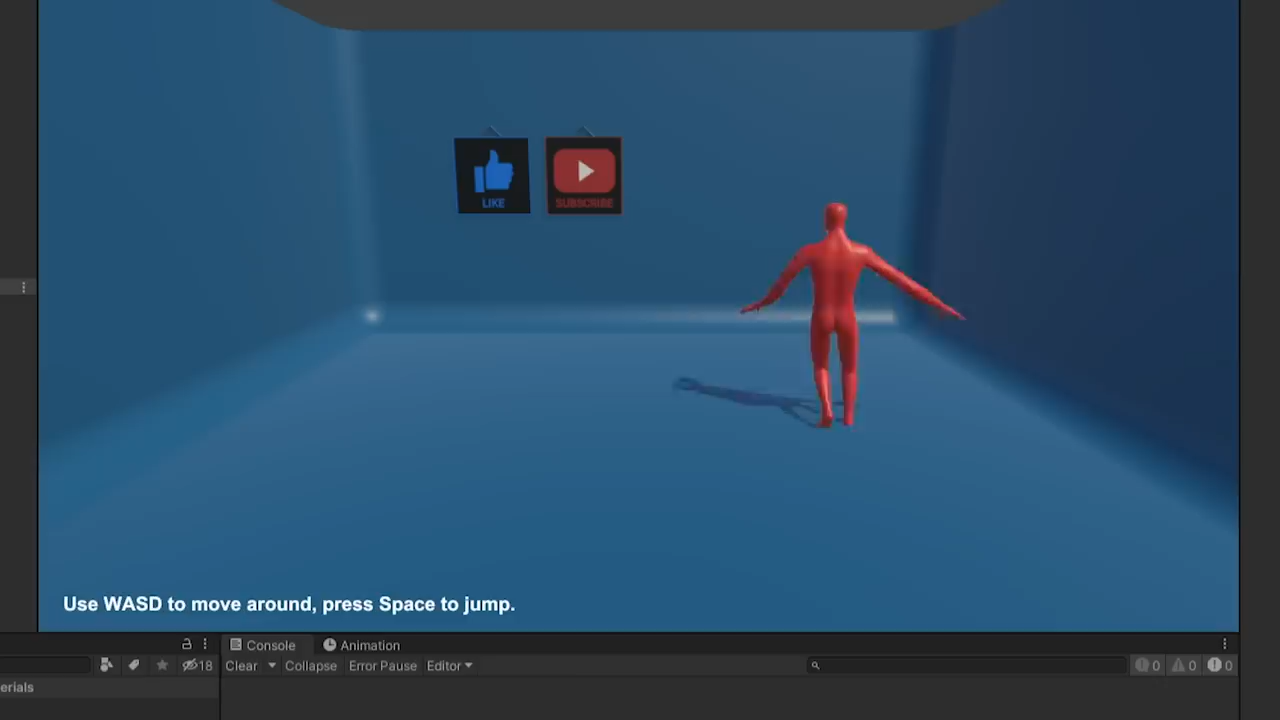 LIKE
SUBSCRIBE
Use WASD to move around, press Space to jump.
18
Console
Animation
Clear
Collapse
Error Pause
Editor
0
0
0
erials